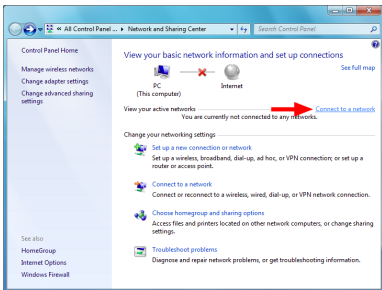 « All Control Panel ... ▸ Network and Sharing Center
Search Control Panel
Control Panel Home
Manage wireless networks
Change adapter settings
Change advanced sharing
settings
See also
HomeGroup
Internet Options
Windows Firewall
View your basic network information and set up connections
See full map
PC
(This computer)
Internet
View your active networks
Connect to a network
You are currently not connected to any networks.
Change your networking settings
Set up a new connection or network
Set up a wireless, broadband, dial-up, ad hoc, or VPN connection; or set up a
router or access point.
Connect to a network
Connect or reconnect to a wireless, wired, dial-up, or VPN network connection.
Choose homegroup and sharing options
Access files and printers located on other network computers, or change sharing
settings.
Troubleshoot problems
Diagnose and repair network problems, or get troubleshooting information.